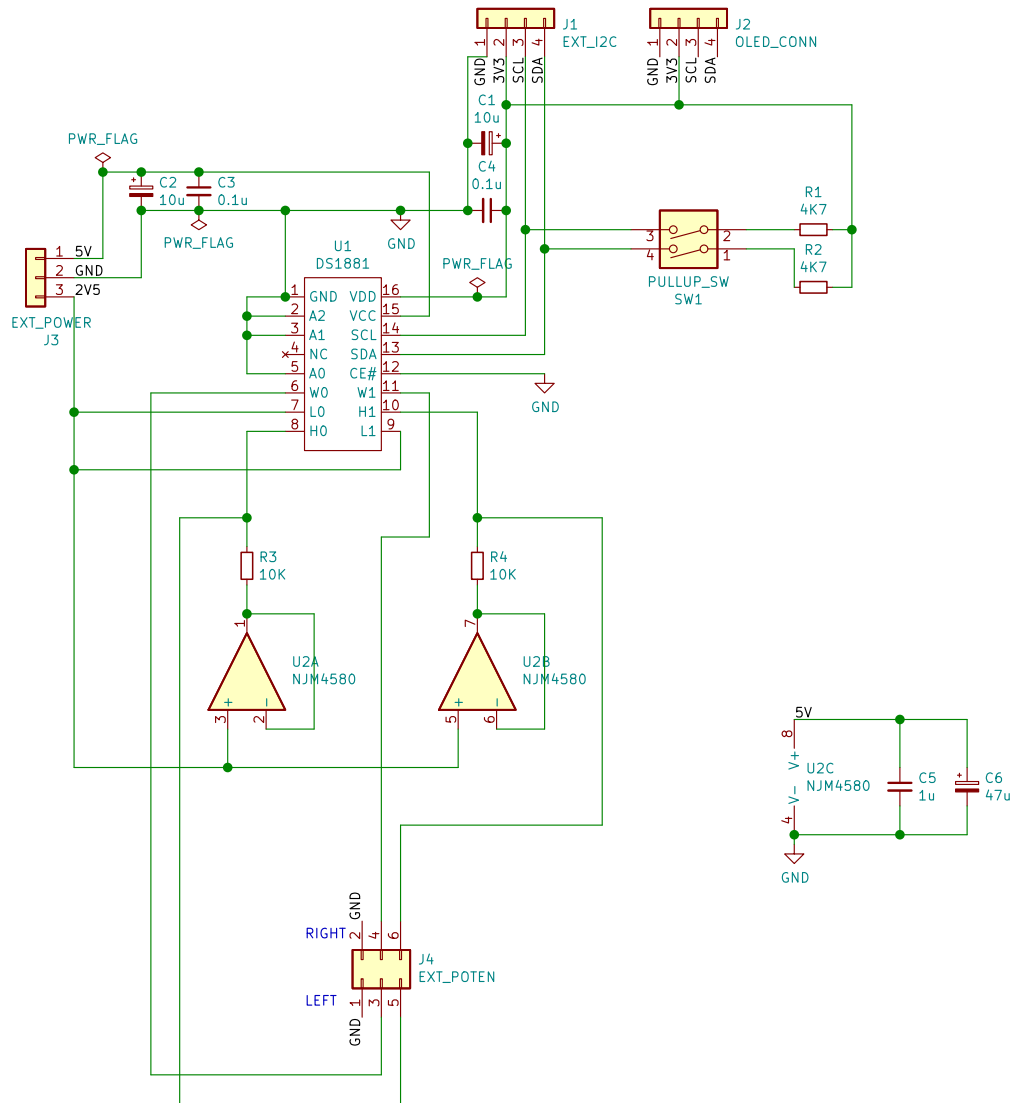 J1
EXT_I2C
1
2
3
4
GND
3V3
SCL
SDA
J2
OLED_CONN
1
2
3
4
GND
3V3
SCL
SDA
C1
10u
C4
0.1u
PWR_FLAG
C2
10u
C3
0.1u
PWR_FLAG
GND
R1
4K7
R2
4K7
3
4
2
1
PULLUP_SW
SW1
1
2
3
5V
GND
2V5
EXT_POWER
J3
U1
DS1881
PWR_FLAG
1 GND VDD 16
2 A2 VCC 15
3 A1 SCL 14
4 NC SDA 13
5 A0 CE# 12
6 W0 W1 11
7 L0 H1 10
8 H0 L1 9
GND
R3
10K
R4
10K
1
U2A
NJM4580
+ -
3 2
7
U2B
NJM4580
+ -
5 6
5V
8
V+
U2C
NJM4580
V-
4
GND
C5
1u
C6
47u
RIGHT
GND
2 4 6
J4
EXT_POTEN
LEFT
1 3 5
GND